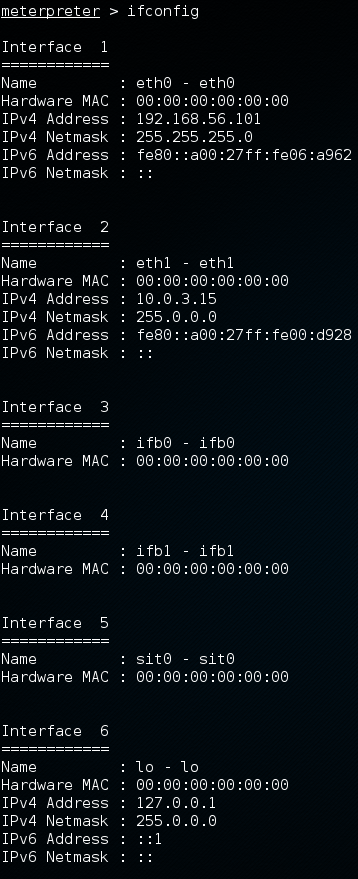 meterpreter > ifconfig
Interface  1
============
Name         : eth0 - eth0
Hardware MAC : 00:00:00:00:00:00
IPv4 Address : 192.168.56.101
IPv4 Netmask : 255.255.255.0
IPv6 Address : fe80::a00:27ff:fe06:a962
IPv6 Netmask : ::
Interface  2
============
Name         : eth1 - eth1
Hardware MAC : 00:00:00:00:00:00
IPv4 Address : 10.0.3.15
IPv4 Netmask : 255.0.0.0
IPv6 Address : fe80::a00:27ff:fe00:d928
IPv6 Netmask : ::
Interface  3
============
Name         : ifb0 - ifb0
Hardware MAC : 00:00:00:00:00:00
Interface  4
============
Name         : ifb1 - ifb1
Hardware MAC : 00:00:00:00:00:00
Interface  5
============
Name         : sit0 - sit0
Hardware MAC : 00:00:00:00:00:00
Interface  6
============
Name         : lo - lo
Hardware MAC : 00:00:00:00:00:00
IPv4 Address : 127.0.0.1
IPv4 Netmask : 255.0.0.0
IPv6 Address : ::1
IPv6 Netmask : ::